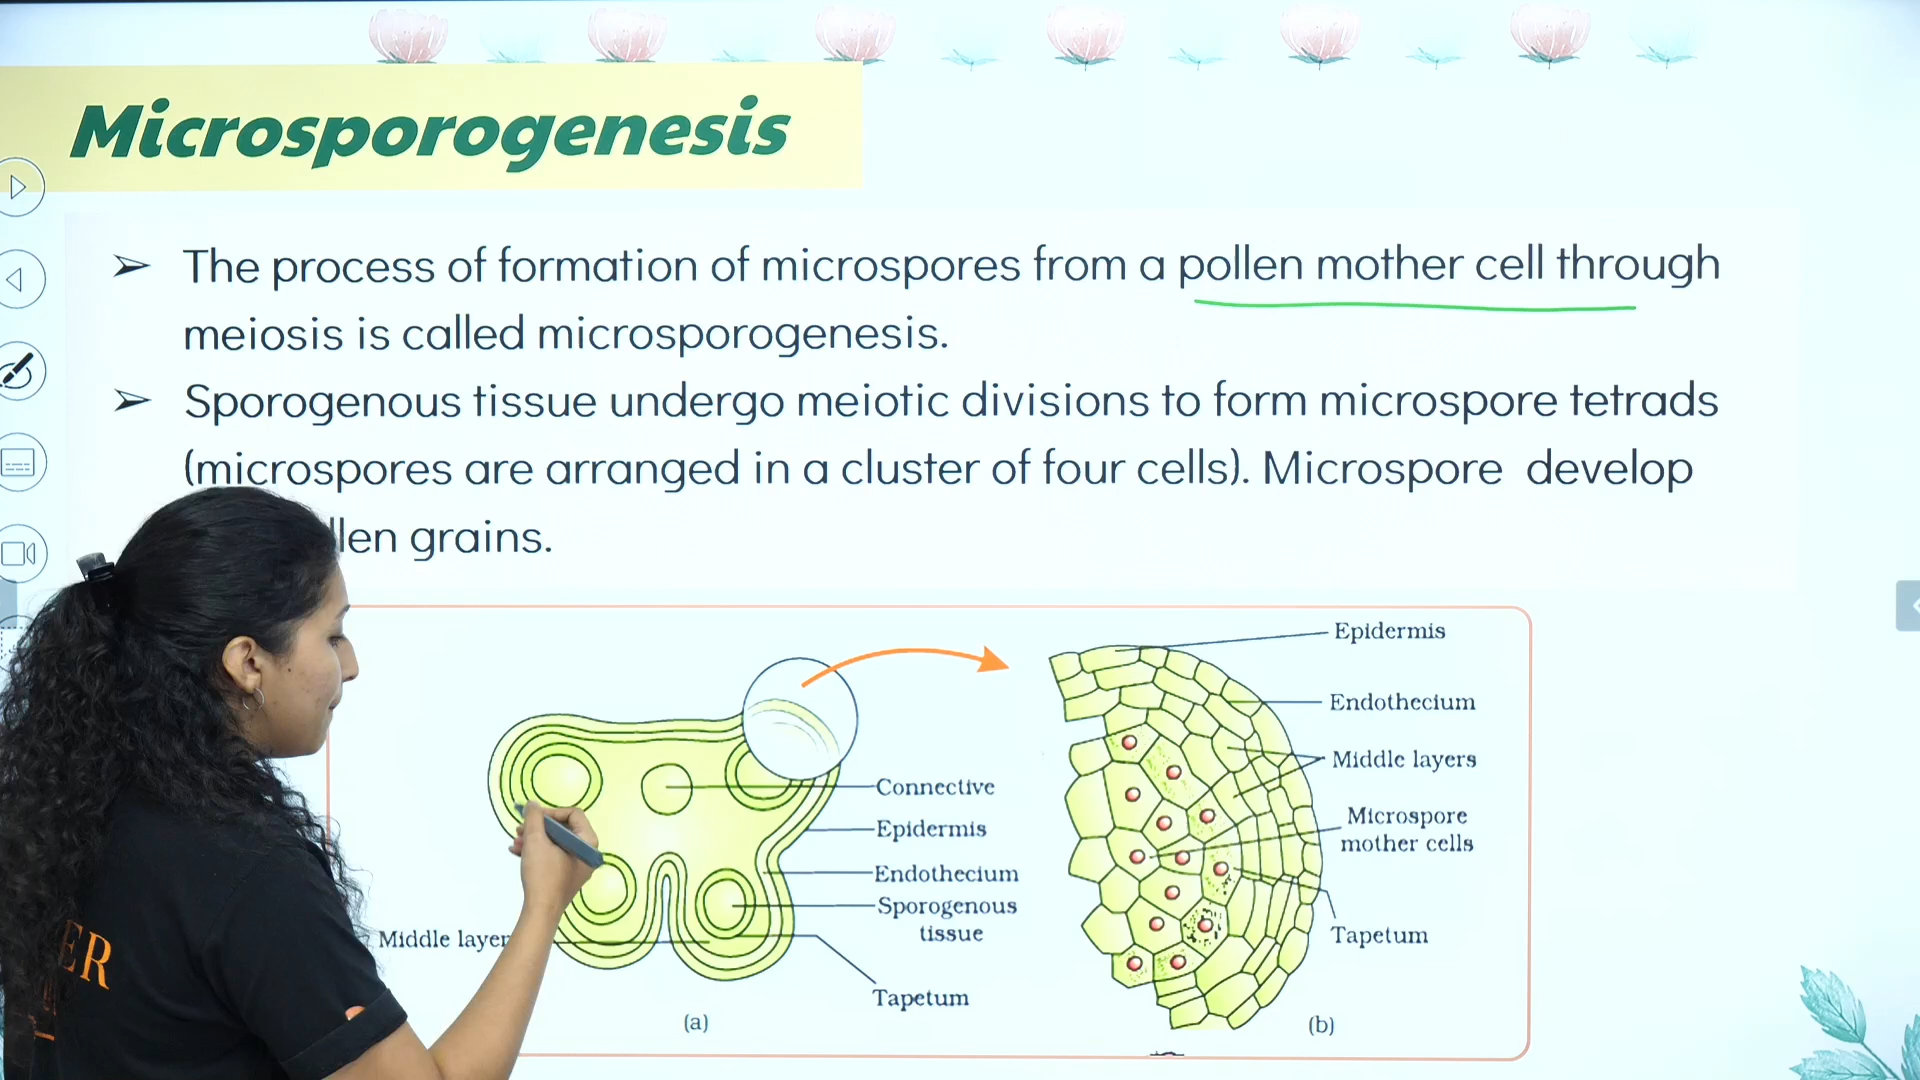 Microsporogenesis
➢ The process of formation of microspores from a pollen mother cell through
meiosis is called microsporogenesis.
➢ Sporogenous tissue undergo meiotic divisions to form microspore tetrads
(microspores are arranged in a cluster of four cells). Microspore develop
grains.
Epidermis
Endothecium
Middle layers
Microspore
mother cells
Tapetum
(b)
Connective
Epidermis
Endothecium
Sporogenous
tissue
Middle layer
Tapetum
(a)